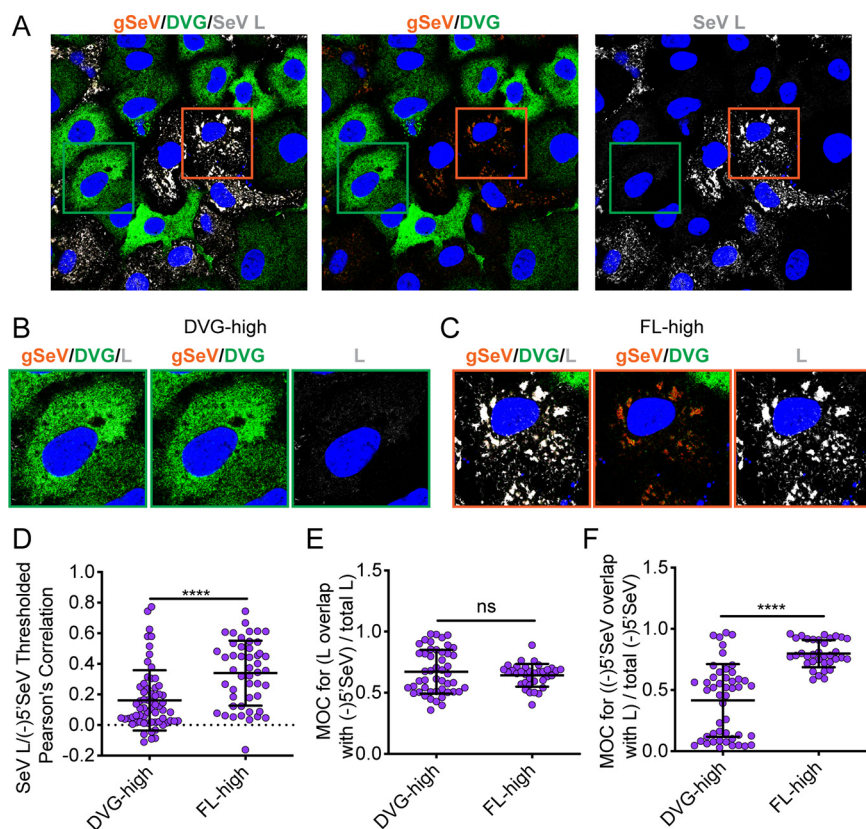 A
gSeV/DVG/SeV L
gSeV/DVG
SeV L
B
DVG-high
gSeV/DVG/L
gSeV/DVG
L
C
FL-high
gSeV/DVG/L
gSeV/DVG
L
D
SeV L/(-)5'SeV Thresholded
Pearson's Correlation
1.0
0.8
0.6
0.4
0.2
0.0
-0.2
****
DVG-high
FL-high
E
MOC for (L overlap
with (-)5'SeV) / total L)
1.5
1.0
0.5
0.0
ns
DVG-high
FL-high
F
MOC for ((-)5'SeV overlap
with L) / total (-)5'SeV)
1.5
1.0
0.5
0.0
****
DVG-high
FL-high